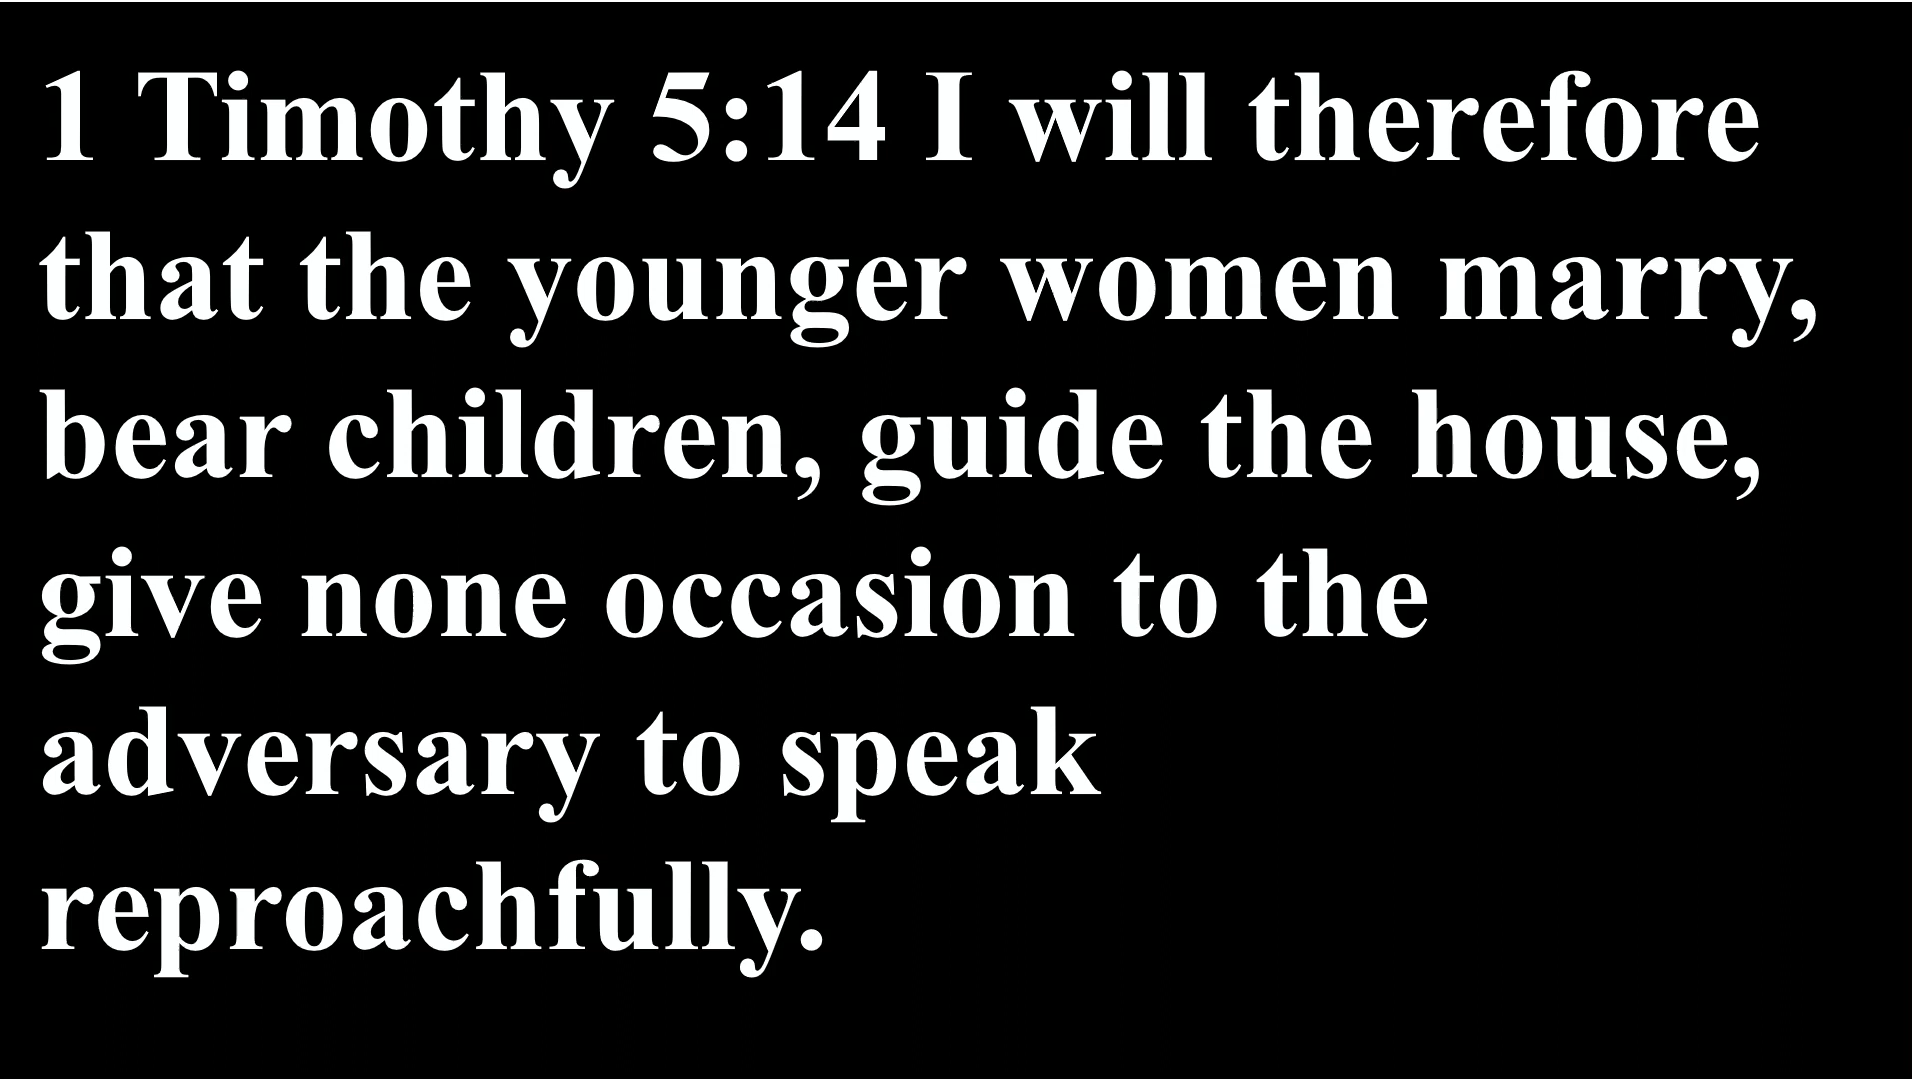 1 Timothy 5:14 I will therefore
that the younger women marry,
bear children, guide the house,
give none occasion to the
adversary to speak
reproachfully.